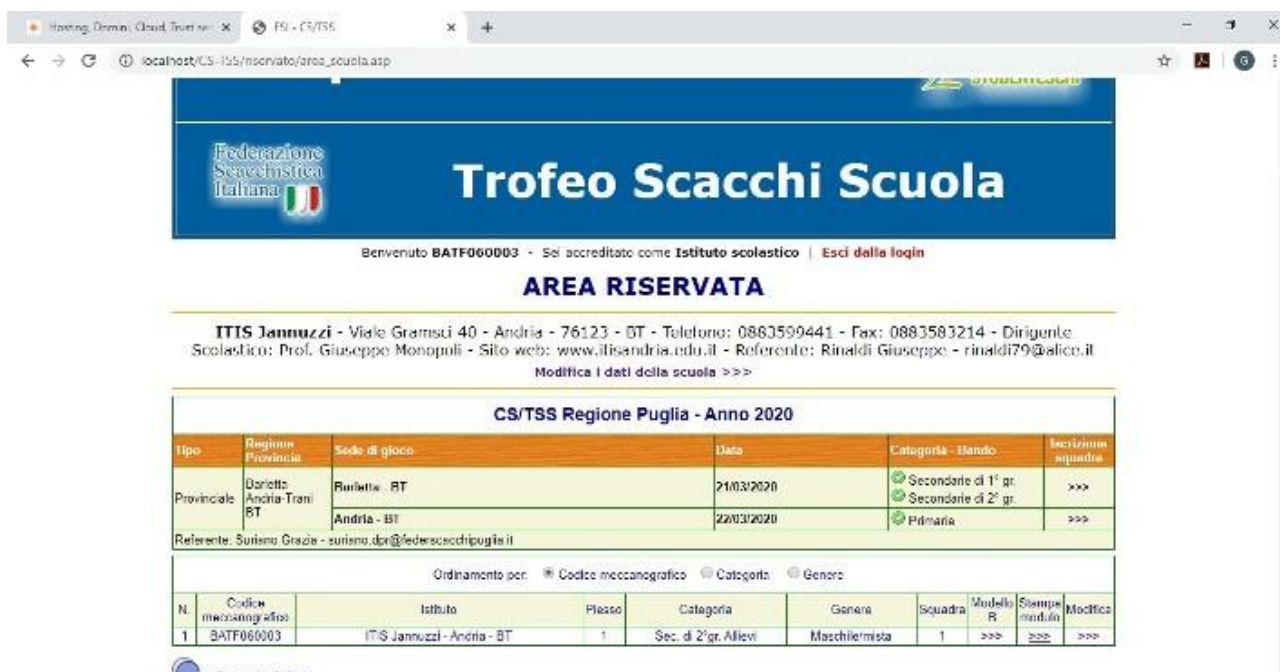 Hosting, Domini, Cloud, Trust ser
FSI - CS/TSS
localhost/CS-TSS/riservato/area_scuola.asp
STUDENTESCHI
Federazione
Scacchistica
Italiana
Trofeo Scacchi Scuola
Benvenuto BATF060003 - Sei accreditato come Istituto scolastico | Esci dalla login
AREA RISERVATA
ITIS Jannuzzi - Viale Gramsci 40 - Andria - 76123 - BT - Telefono: 0883599441 - Fax: 0883583214 - Dirigente
Scolastico: Prof. Giuseppe Monopoli - Sito web: www.itisandria.edu.it - Referente: Rinaldi Giuseppe - rinaldi79@alice.it
Modifica i dati della scuola >>>
CS/TSS Regione Puglia - Anno 2020
Tipo Regione Provincia Sede di gioco Data Categoria - Bando Iscrizione squadre
Provinciale Barletta Andria-Trani BT Barletta - BT 21/03/2020 Secondarie di 1° gr. Secondarie di 2° gr. >>>
Andria - BT 22/03/2020 Primaria >>>
Referente: Suriano Grazia - suriano.dpr@federscacchipuglia.it
Ordinamento per: Codice meccanografico Categoria Genere
N. Codice meccanografico Istituto Plesso Categoria Genere Squadra Modello B Stampa modulo Modifica
1 BATF060003 ITIS Jannuzzi - Andria - BT 1 Sec. di 2°gr. Allievi Maschile/mista 1 >>> >>> >>>